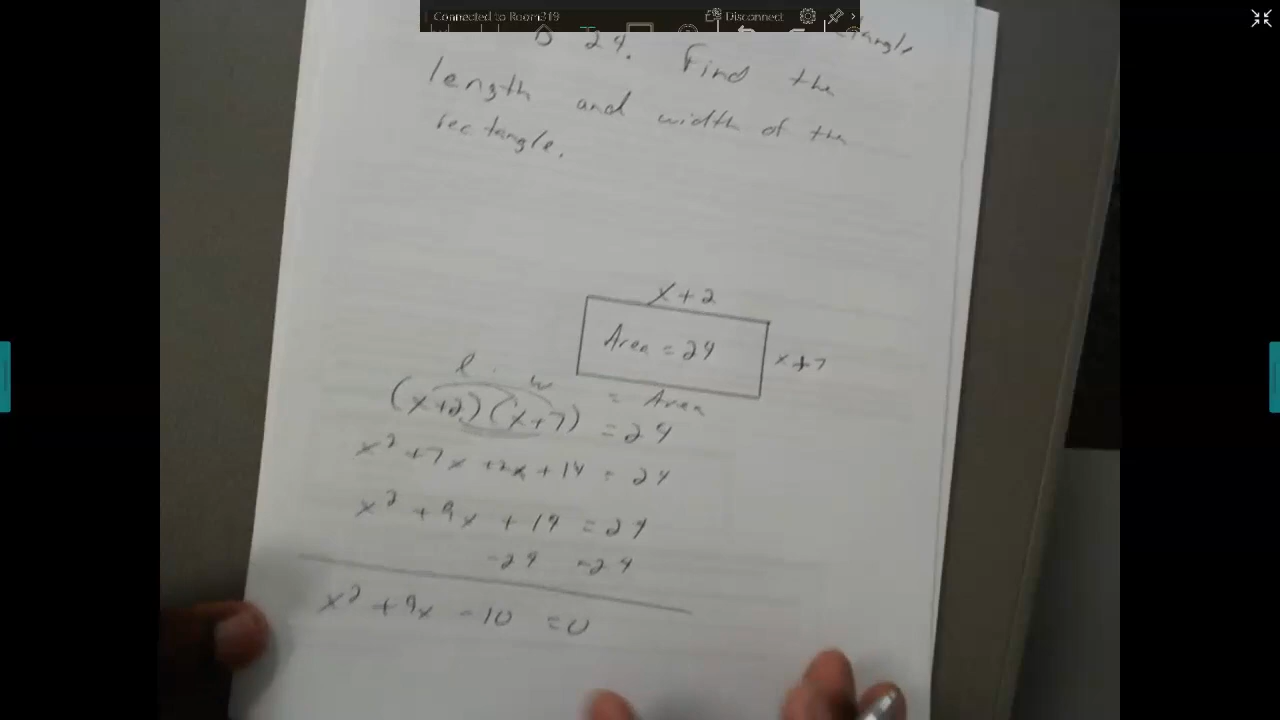 Connected to Room319 Disconnect
24. Find the
length and width of the
rectangle.
x + 2
Area = 24
x + 7
l · w = Area
(x+2)(x+7) = 24
x² + 7x + 2x + 14 = 24
x² + 9x + 14 = 24
-24 -24
x² + 9x - 10 = 0